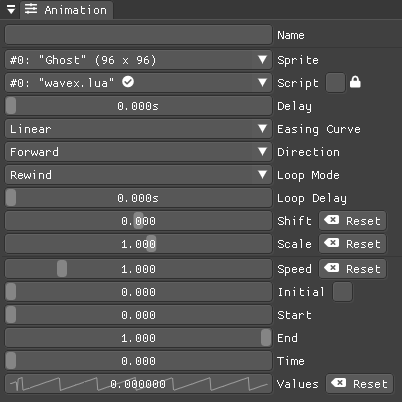 Animation
Name
#0: "Ghost" (96 x 96) Sprite
#0: "wavex.lua" Script
0.000s Delay
Linear Easing Curve
Forward Direction
Rewind Loop Mode
0.000s Loop Delay
0.000 Shift Reset
1.000 Scale Reset
1.000 Speed Reset
0.000 Initial
0.000 Start
1.000 End
0.000 Time
0.000000 Values Reset